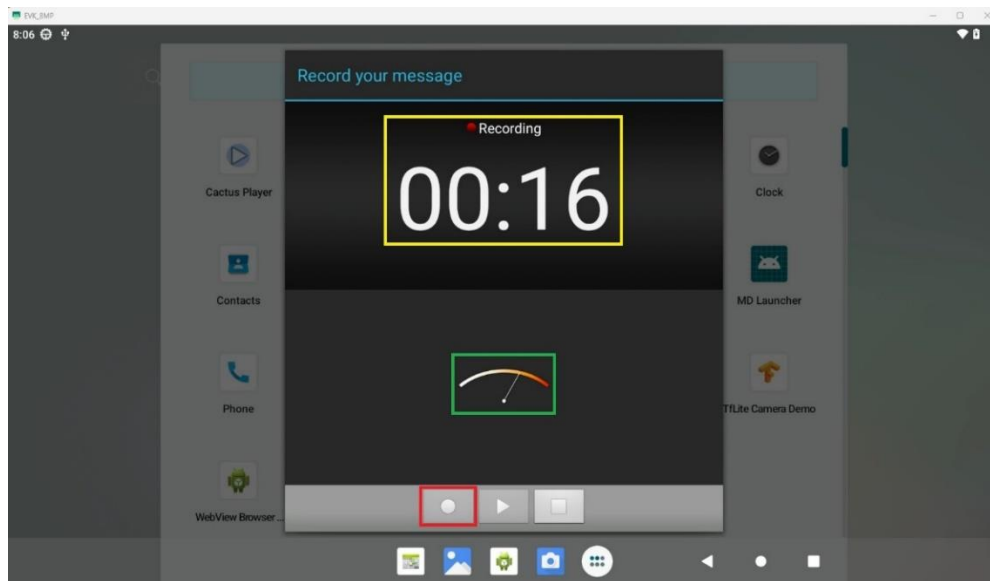 EVK_8MP
8:06
Record your message
Recording
00:16
Cactus Player
Clock
Contacts
MD Launcher
Phone
TfLite Camera Demo
WebView Browser ...